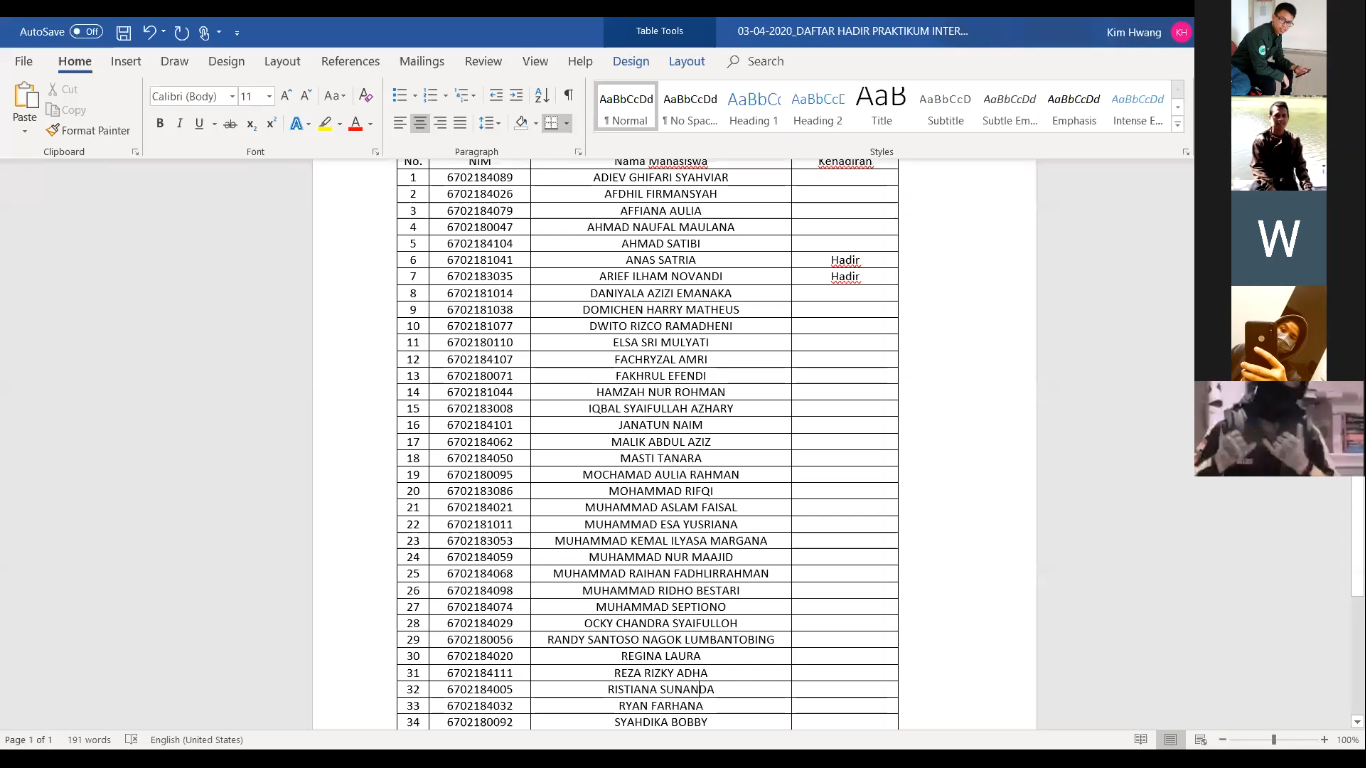 AutoSave Off Table Tools 03-04-2020_DAFTAR HADIR PRAKTIKUM INTER... Kim Hwang KH
File Home Insert Draw Design Layout References Mailings Review View Help Design Layout Search
Cut
Copy
Format Painter
Paste
Clipboard
Calibri (Body) 11
Font
Paragraph
AaBbCcDd AaBbCcDd AaBbCc AaBbCcC AaB AaBbCcD AaBbCcDd AaBbCcDd AaBbCcDd
¶ Normal ¶ No Spac... Heading 1 Heading 2 Title Subtitle Subtle Em... Emphasis Intense E...
Styles
No. NIM Nama Mahasiswa Kehadiran
1 6702184089 ADIEV GHIFARI SYAHVIAR
2 6702184026 AFDHIL FIRMANSYAH
3 6702184079 AFFIANA AULIA
4 6702180047 AHMAD NAUFAL MAULANA
5 6702184104 AHMAD SATIBI
6 6702181041 ANAS SATRIA Hadir
7 6702183035 ARIEF ILHAM NOVANDI Hadir
8 6702181014 DANIYALA AZIZI EMANAKA
9 6702181038 DOMICHEN HARRY MATHEUS
10 6702181077 DWITO RIZCO RAMADHENI
11 6702180110 ELSA SRI MULYATI
12 6702184107 FACHRYZAL AMRI
13 6702180071 FAKHRUL EFENDI
14 6702181044 HAMZAH NUR ROHMAN
15 6702183008 IQBAL SYAIFULLAH AZHARY
16 6702184101 JANATUN NAIM
17 6702184062 MALIK ABDUL AZIZ
18 6702184050 MASTI TANARA
19 6702180095 MOCHAMAD AULIA RAHMAN
20 6702183086 MOHAMMAD RIFQI
21 6702184021 MUHAMMAD ASLAM FAISAL
22 6702181011 MUHAMMAD ESA YUSRIANA
23 6702183053 MUHAMMAD KEMAL ILYASA MARGANA
24 6702184059 MUHAMMAD NUR MAAJID
25 6702184068 MUHAMMAD RAIHAN FADHLIRRAHMAN
26 6702184098 MUHAMMAD RIDHO BESTARI
27 6702184074 MUHAMMAD SEPTIONO
28 6702184029 OCKY CHANDRA SYAIFULLOH
29 6702180056 RANDY SANTOSO NAGOK LUMBANTOBING
30 6702184020 REGINA LAURA
31 6702184111 REZA RIZKY ADHA
32 6702184005 RISTIANA SUNANDA
33 6702184032 RYAN FARHANA
34 6702180092 SYAHDIKA BOBBY
W
Page 1 of 1 191 words English (United States) 100%